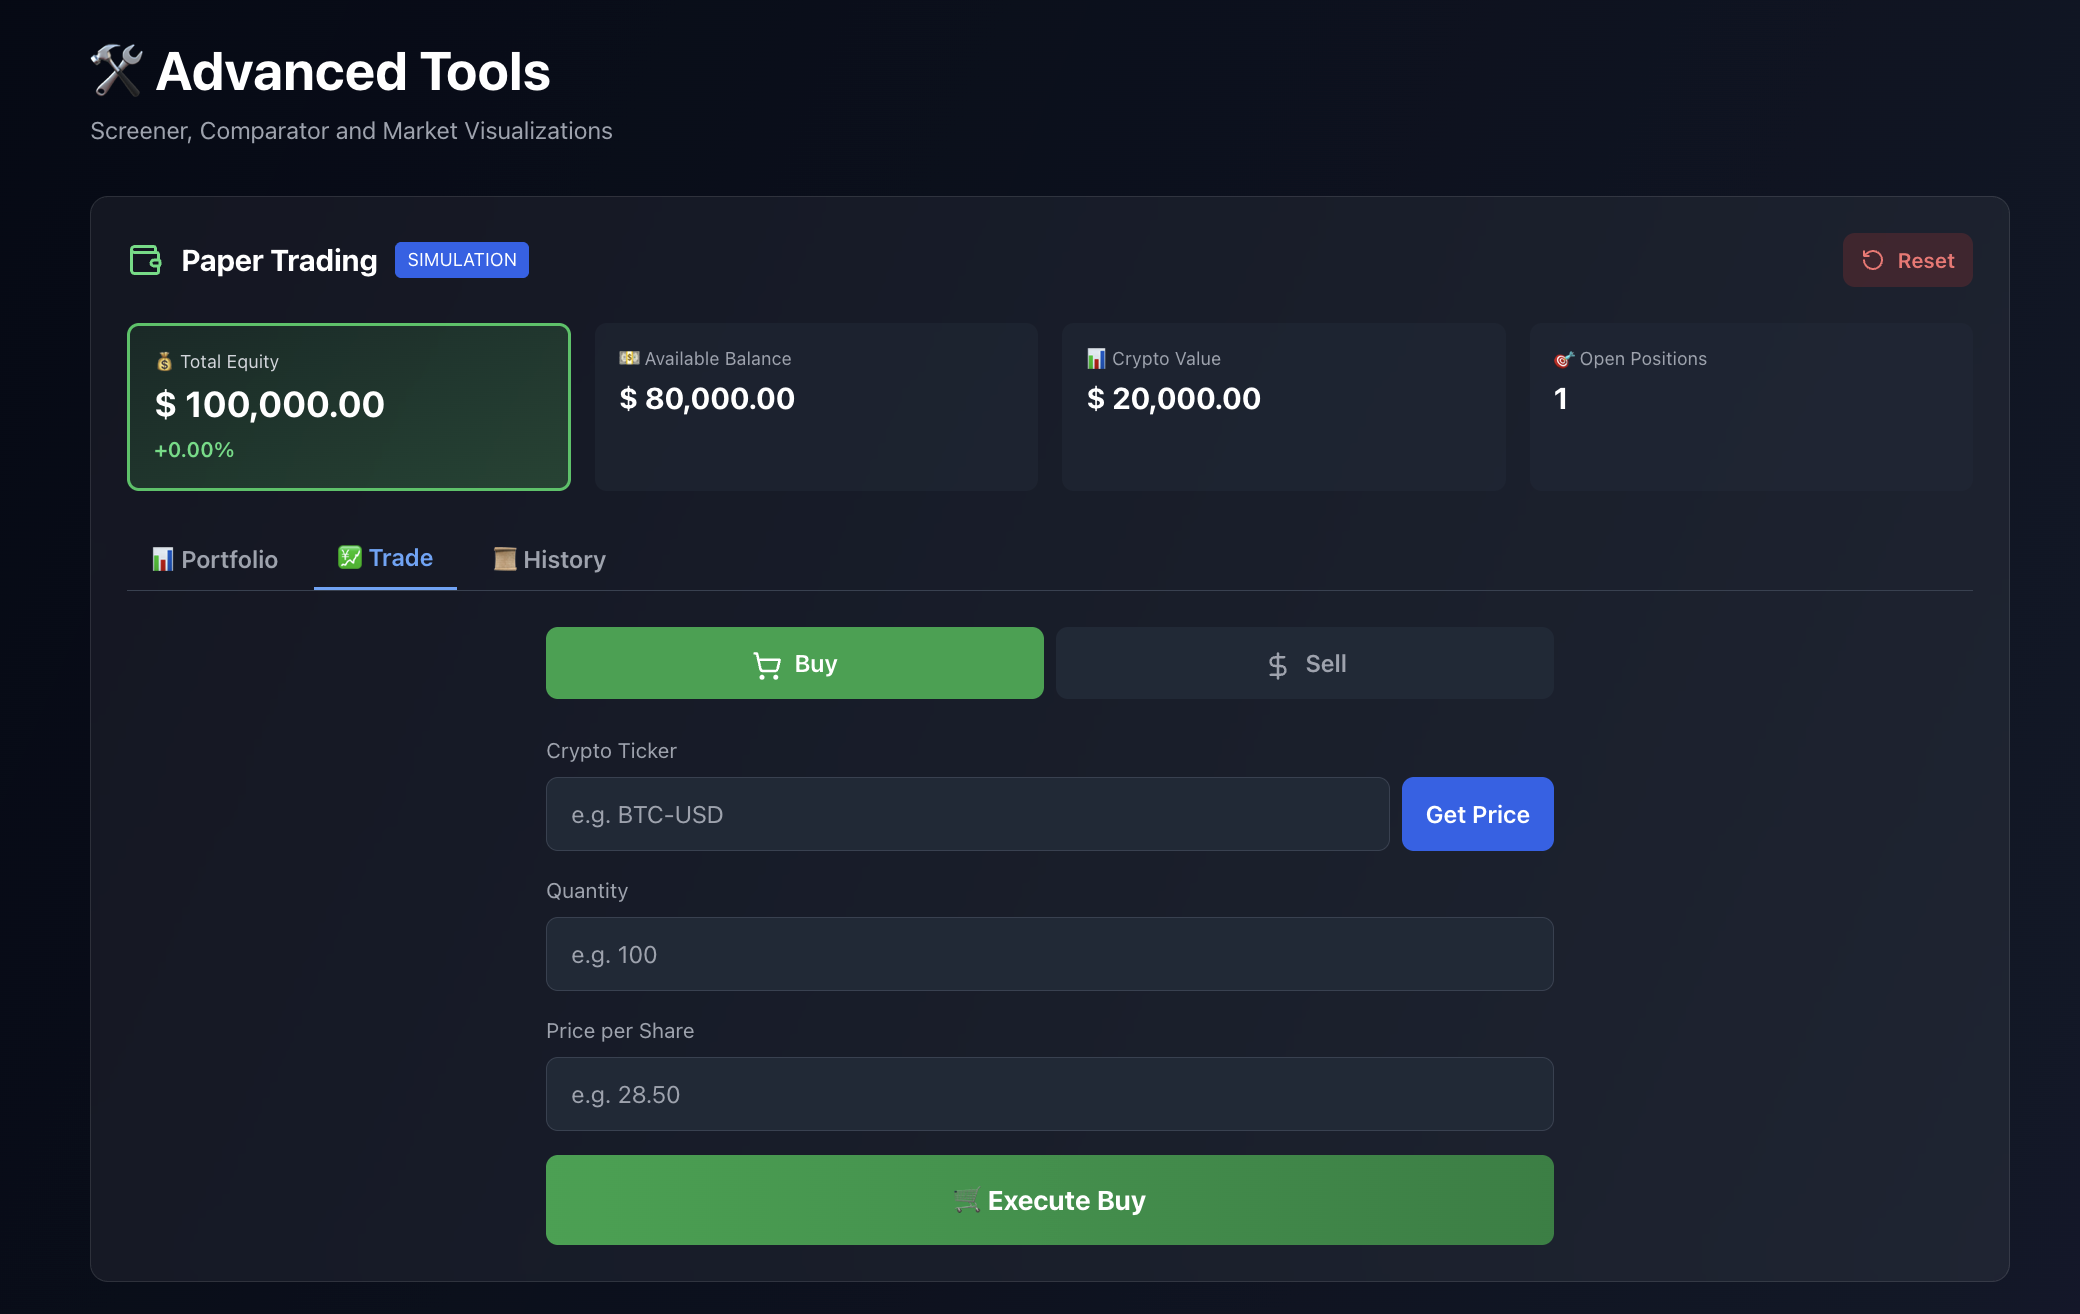 Advanced Tools
Screener, Comparator and Market Visualizations
Paper Trading SIMULATION Reset
Total Equity
$ 100,000.00
+0.00%
Available Balance
$ 80,000.00
Crypto Value
$ 20,000.00
Open Positions
1
Portfolio Trade History
Buy Sell
Crypto Ticker
e.g. BTC-USD Get Price
Quantity
e.g. 100
Price per Share
e.g. 28.50
Execute Buy